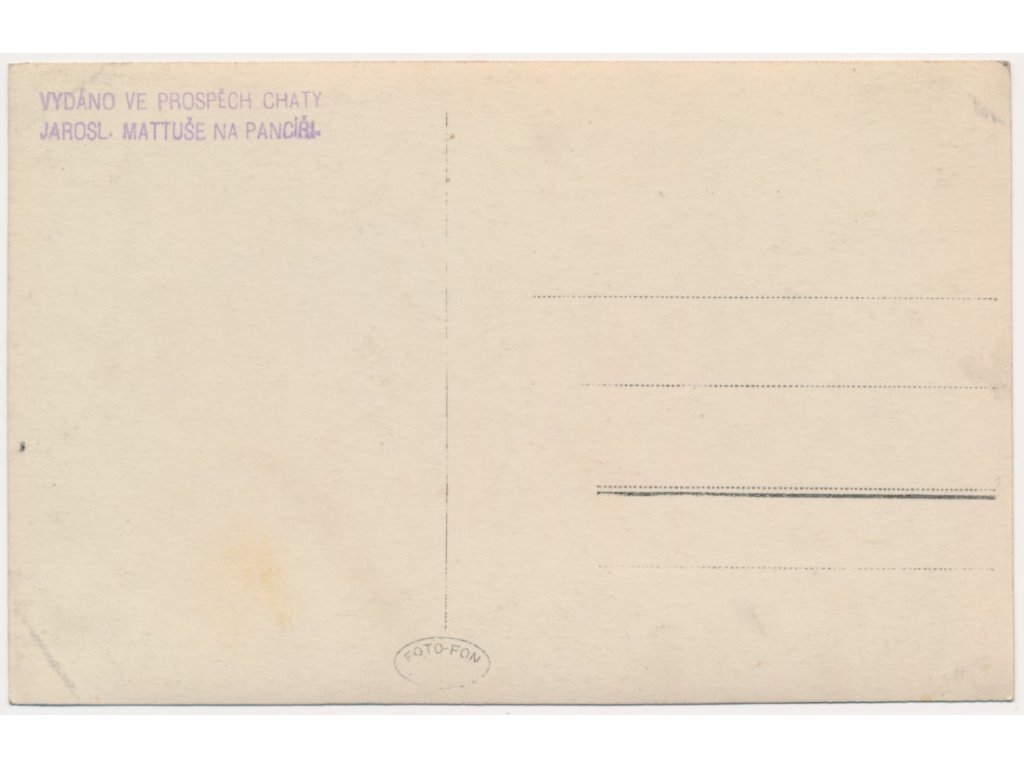 VYDÁNO VE PROSPĚCH CHATY
JAROSL. MATTUŠE NA PANCÍŘI.
FOTO-FON